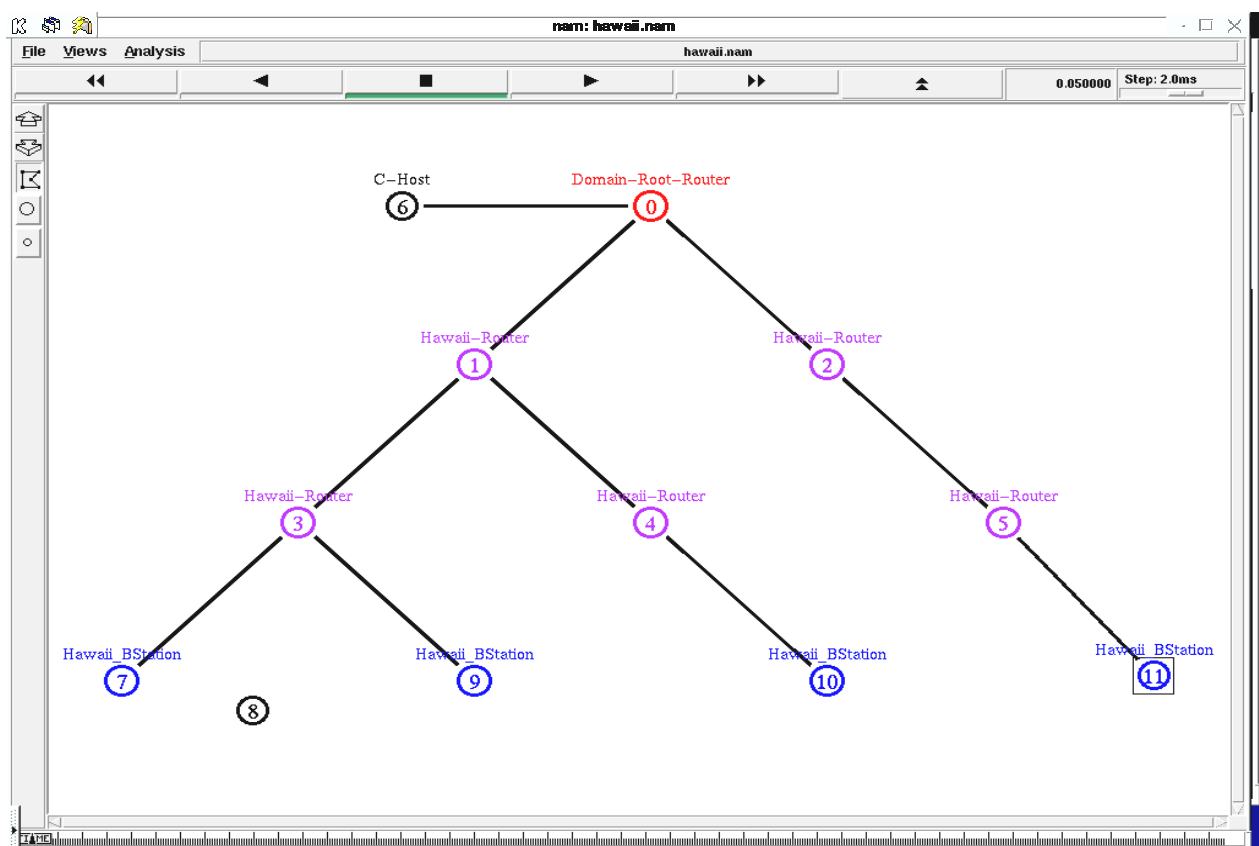 nam: hawaii.nam
File Views Analysis hawaii.nam
0.050000 Step: 2.0ms
C-Host Domain-Root-Router
6 0
Hawaii-Router Hawaii-Router
1 2
Hawaii-Router Hawaii-Router Hawaii-Router
3 4 5
Hawaii_BStation Hawaii_BStation Hawaii_BStation Hawaii_BStation
7 9 10 11
8
TIME